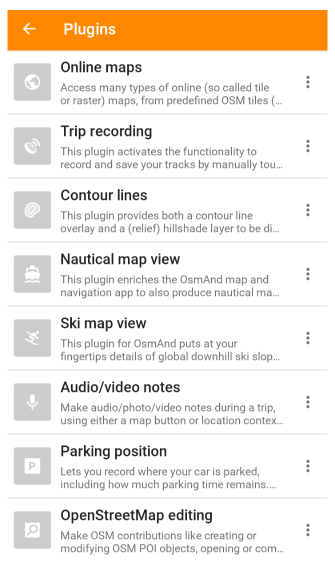 Plugins
Online maps
Access many types of online (so called tile
or raster) maps, from predefined OSM tiles (...
Trip recording
This plugin activates the functionality to
record and save your tracks by manually tou...
Contour lines
This plugin provides both a contour line
overlay and a (relief) hillshade layer to be di...
Nautical map view
This plugin enriches the OsmAnd map and
navigation app to also produce nautical ma...
Ski map view
This plugin for OsmAnd puts at your
fingertips details of global downhill ski slop...
Audio/video notes
Make audio/photo/video notes during a trip,
using either a map button or location contex...
P
Parking position
Lets you record where your car is parked,
including how much parking time remains....
OpenStreetMap editing
Make OSM contributions like creating or
modifying OSM POI objects, opening or com...